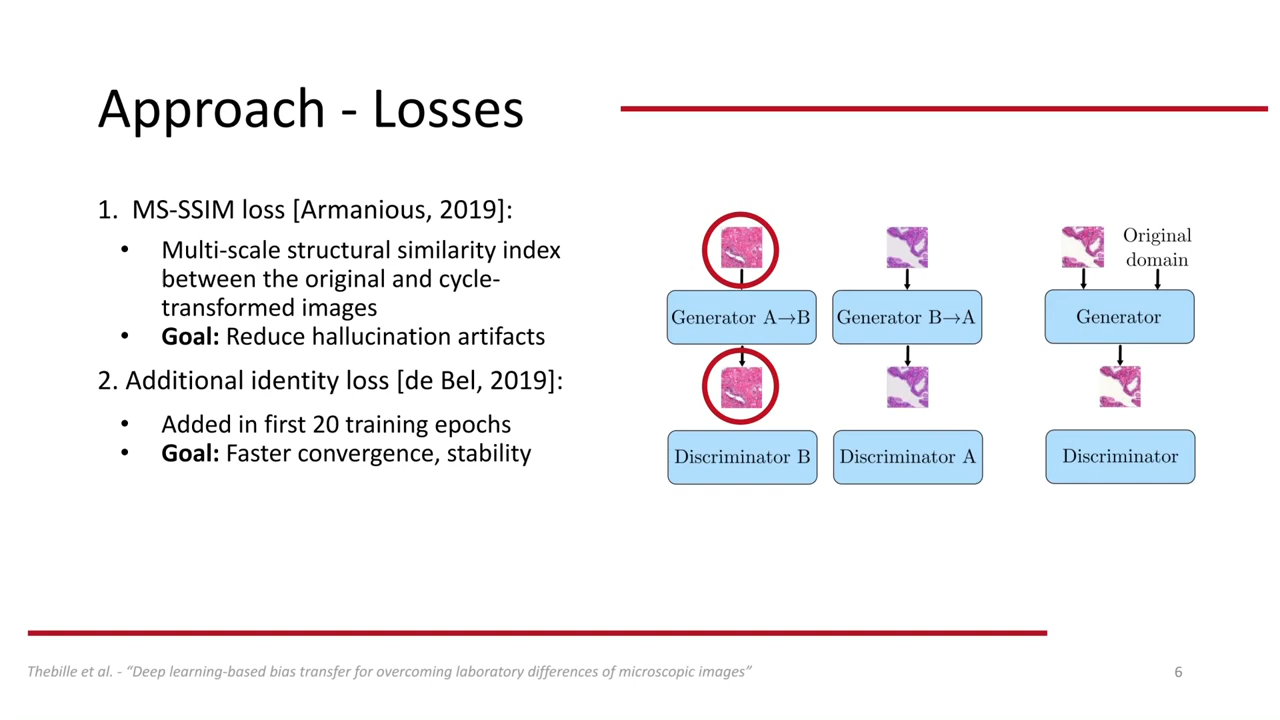 Approach - Losses
1. MS-SSIM loss [Armanious, 2019]:
• Multi-scale structural similarity index
between the original and cycle-
transformed images
• Goal: Reduce hallucination artifacts
2. Additional identity loss [de Bel, 2019]:
• Added in first 20 training epochs
• Goal: Faster convergence, stability
Original
domain
Generator A→B
Generator B→A
Generator
Discriminator B
Discriminator A
Discriminator
Thebille et al. - “Deep learning-based bias transfer for overcoming laboratory differences of microscopic images”
6